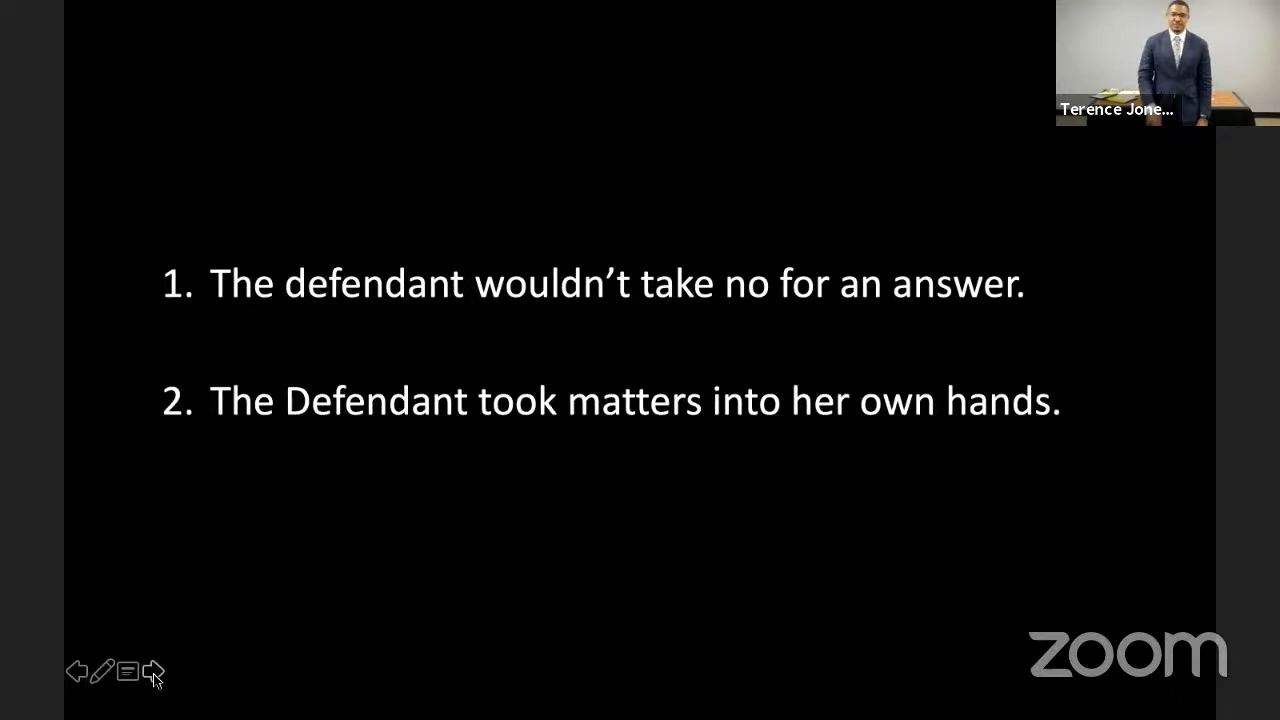 Terence Jone...
1. The defendant wouldn’t take no for an answer.
2. The Defendant took matters into her own hands.
zoom